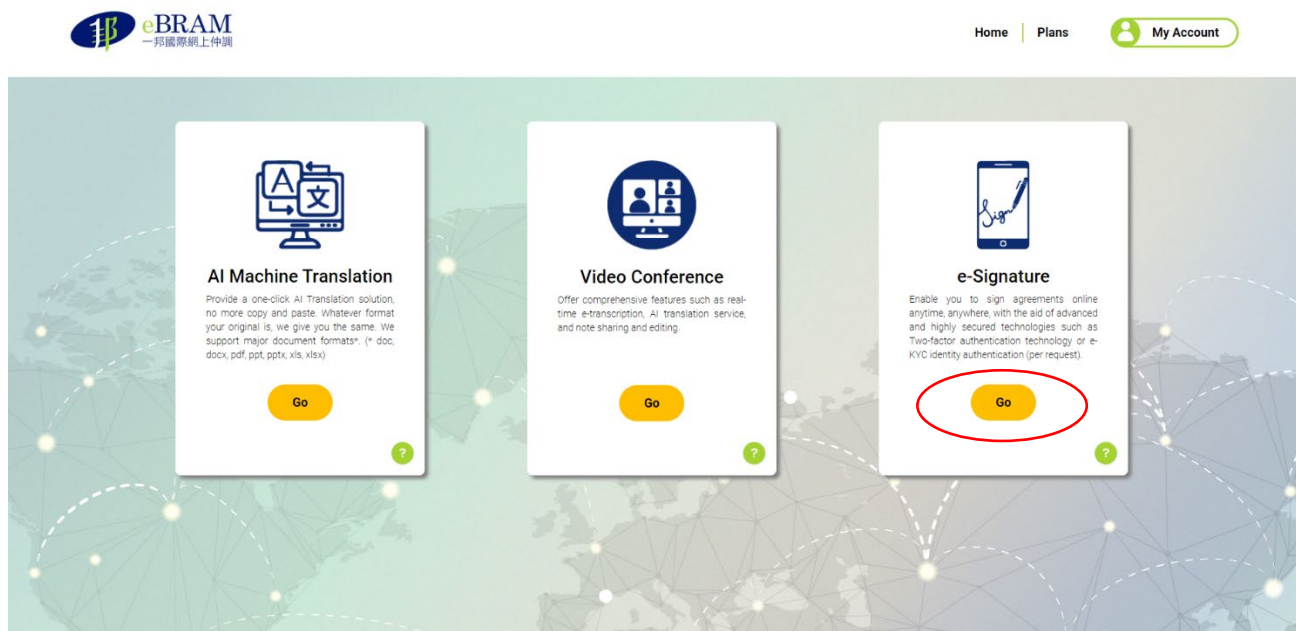 邦 eBRAM
一邦國際網上仲調
Home Plans My Account
A 文
AI Machine Translation
Provide a one-click AI Translation solution,
no more copy and paste. Whatever format
your original is, we give you the same. We
support major document formats*. (* doc,
docx, pdf, ppt, pptx, xls, xlsx)
Go
?
Video Conference
Offer comprehensive features such as real-
time e-transcription, AI translation service,
and note sharing and editing.
Go
?
Sign
e-Signature
Enable you to sign agreements online
anytime, anywhere, with the aid of advanced
and highly secured technologies such as
Two-factor authentication technology or e-
KYC identity authentication (per request).
Go
?